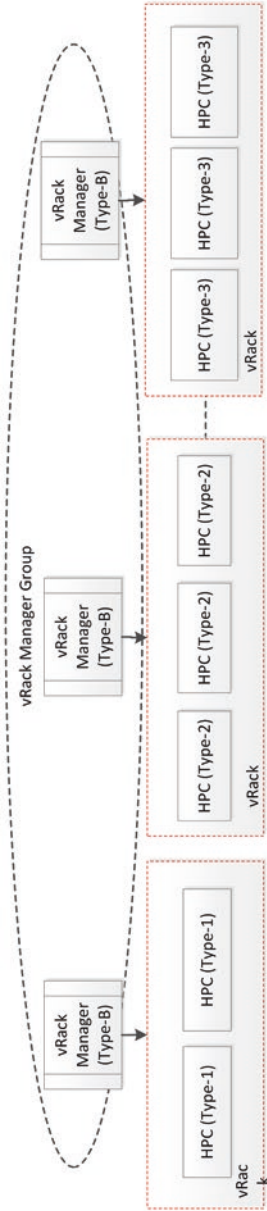 vRack Manager Group
vRack
Manager
(Type-B)
vRack
Manager
(Type-B)
vRack
Manager
(Type-B)
HPC (Type-1)
HPC (Type-1)
vRac
k
HPC (Type-2)
HPC (Type-2)
HPC (Type-2)
vRack
HPC (Type-3)
HPC (Type-3)
HPC (Type-3)
vRack